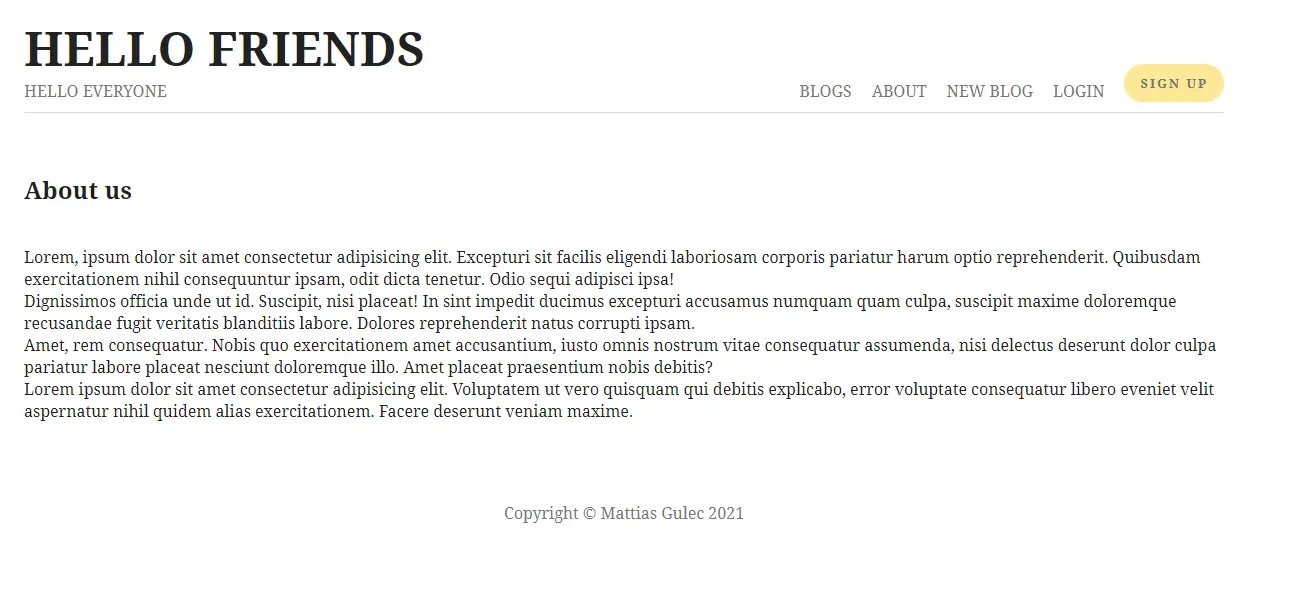 HELLO FRIENDS
HELLO EVERYONE
BLOGS ABOUT NEW BLOG LOGIN SIGN UP
About us
Lorem, ipsum dolor sit amet consectetur adipisicing elit. Excepturi sit facilis eligendi laboriosam corporis pariatur harum optio reprehenderit. Quibusdam
exercitationem nihil consequuntur ipsam, odit dicta tenetur. Odio sequi adipisci ipsa!
Dignissimos officia unde ut id. Suscipit, nisi placeat! In sint impedit ducimus excepturi accusamus numquam quam culpa, suscipit maxime doloremque
recusandae fugit veritatis blanditiis labore. Dolores reprehenderit natus corrupti ipsam.
Amet, rem consequatur. Nobis quo exercitationem amet accusantium, iusto omnis nostrum vitae consequatur assumenda, nisi delectus deserunt dolor culpa
pariatur labore placeat nesciunt doloremque illo. Amet placeat praesentium nobis debitis?
Lorem ipsum dolor sit amet consectetur adipisicing elit. Voluptatem ut vero quisquam qui debitis explicabo, error voluptate consequatur libero eveniet velit
aspernatur nihil quidem alias exercitationem. Facere deserunt veniam maxime.
Copyright © Mattias Gulec 2021